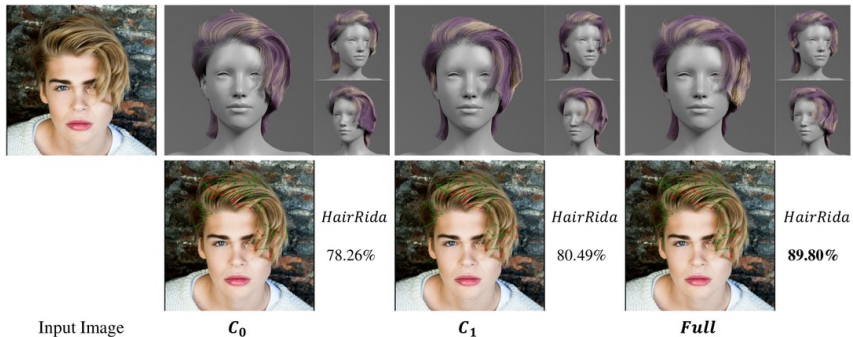 HairRida HairRida HairRida
78.26% 80.49% 89.80%
Input Image C₀ C₁ Full